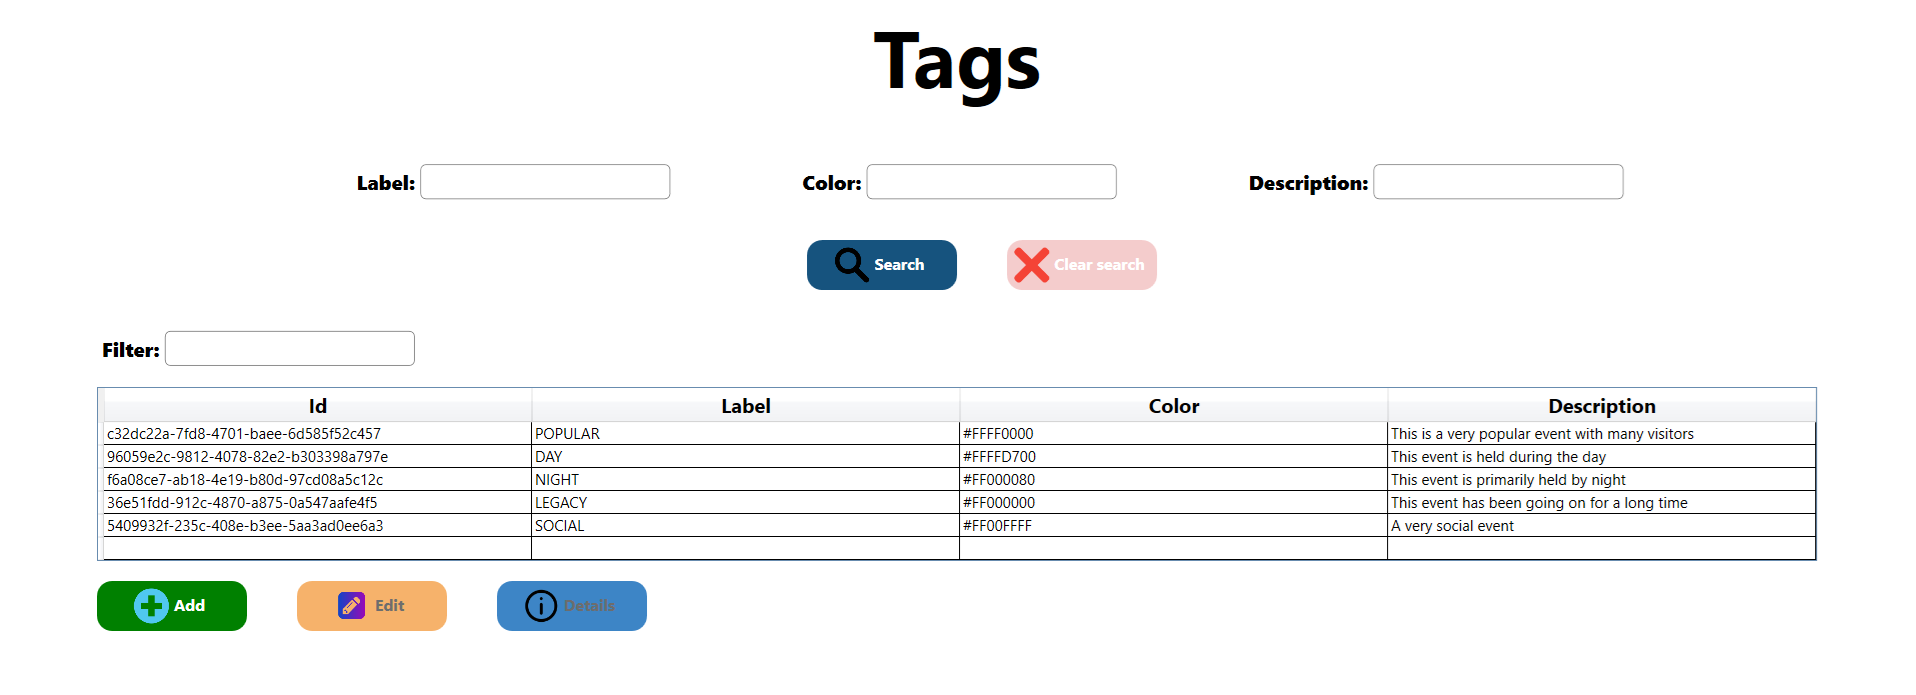 Tags
Label: Color: Description:
Search Clear search
Filter:
Id Label Color Description
c32dc22a-7fd8-4701-baee-6d585f52c457 POPULAR #FFFF0000 This is a very popular event with many visitors
96059e2c-9812-4078-82e2-b303398a797e DAY #FFFFD700 This event is held during the day
f6a08ce7-ab18-4e19-b80d-97cd08a5c12c NIGHT #FF000080 This event is primarily held by night
36e51fdd-912c-4870-a875-0a547aafe4f5 LEGACY #FF000000 This event has been going on for a long time
5409932f-235c-408e-b3ee-5aa3ad0ee6a3 SOCIAL #FF00FFFF A very social event
Add Edit Details